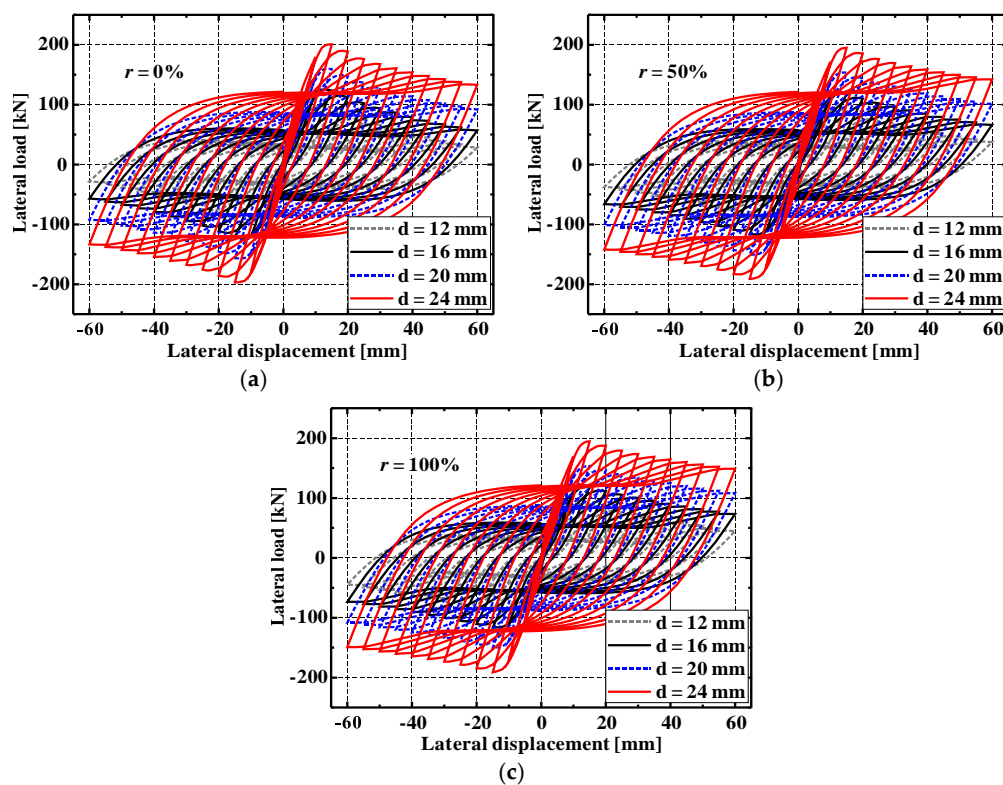 200
100
0
-100
-200
Lateral load [kN]
r = 0%
d = 12 mm
d = 16 mm
d = 20 mm
d = 24 mm
-60 -40 -20 0 20 40 60
Lateral displacement [mm]
(a)
200
100
0
-100
-200
Lateral load [kN]
r = 50%
d = 12 mm
d = 16 mm
d = 20 mm
d = 24 mm
-60 -40 -20 0 20 40 60
Lateral displacement [mm]
(b)
200
100
0
-100
-200
Lateral load [kN]
r = 100%
d = 12 mm
d = 16 mm
d = 20 mm
d = 24 mm
-60 -40 -20 0 20 40 60
Lateral displacement [mm]
(c)